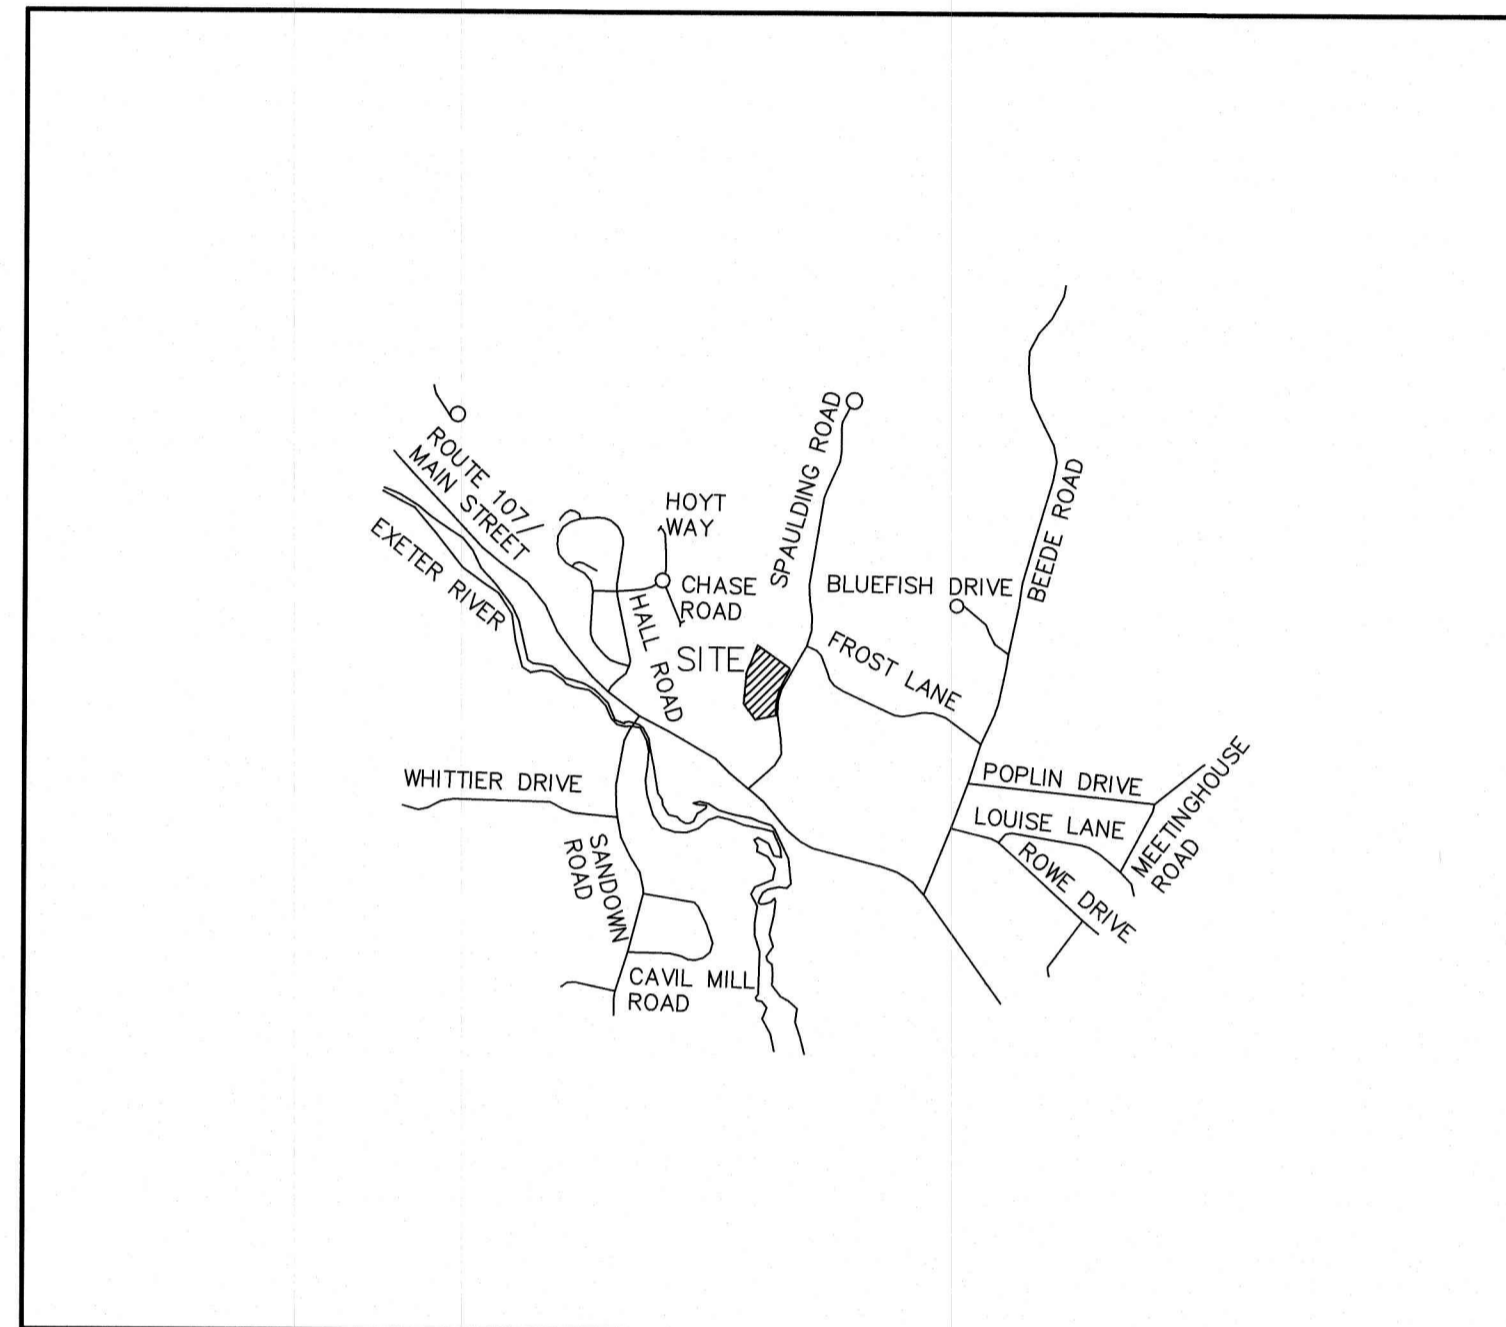 ROUTE 107/
MAIN STREET
EXETER RIVER
HOYT
WAY
CHASE
ROAD
HALL ROAD
SITE
SPAULDING ROAD
BLUEFISH DRIVE
BEEDE ROAD
FROST LANE
WHITTIER DRIVE
SANDOWN
ROAD
CAVIL MILL
ROAD
POPLIN DRIVE
LOUISE LANE
ROWE DRIVE
MEETINGHOUSE
ROAD